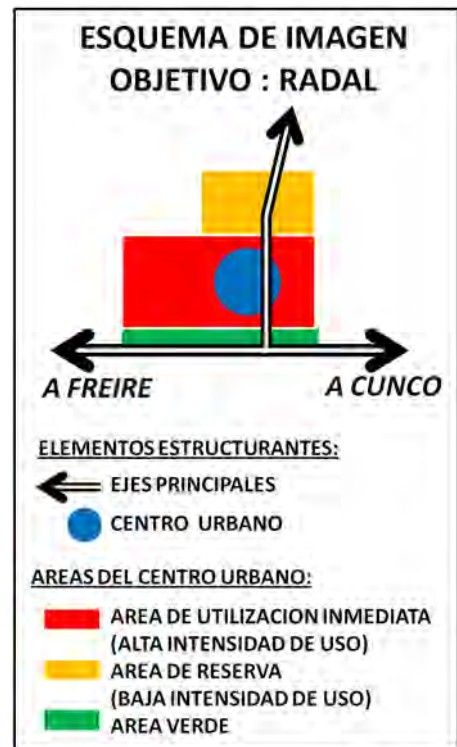 ESQUEMA DE IMAGEN
OBJETIVO : RADAL
A FREIRE
A CUNCO
ELEMENTOS ESTRUCTURANTES:
EJES PRINCIPALES
CENTRO URBANO
AREAS DEL CENTRO URBANO:
AREA DE UTILIZACION INMEDIATA
(ALTA INTENSIDAD DE USO)
AREA DE RESERVA
(BAJA INTENSIDAD DE USO)
AREA VERDE